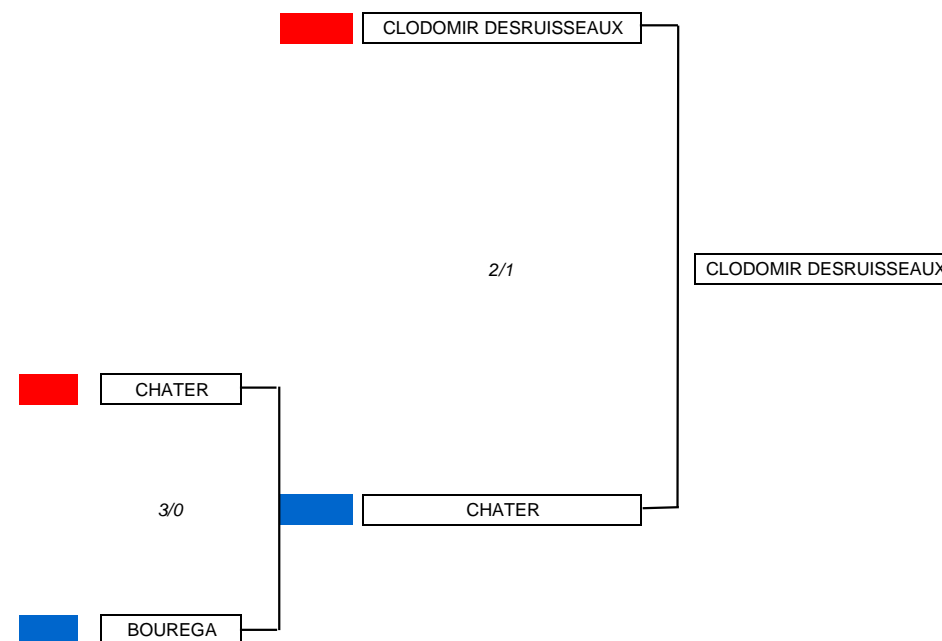 CLODOMIR DESRUISSEAUX
2/1
CLODOMIR DESRUISSEAUX
CHATER
3/0
CHATER
BOUREGA